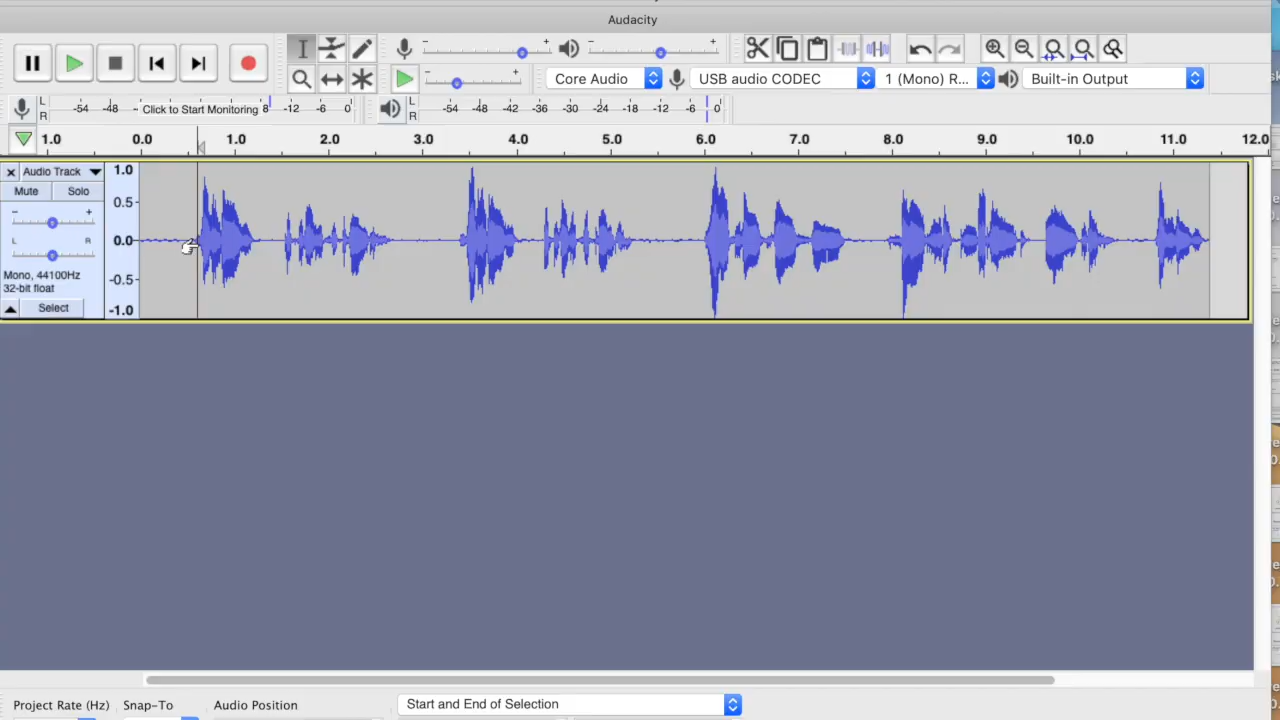 Audacity
Core Audio
USB audio CODEC
1 (Mono) R...
Built-in Output
L
R
-54 -48 - Click to Start Monitoring 8 -12 -6 0
L
R
-54 -48 -42 -36 -30 -24 -18 -12 -6 0
1.0 0.0 1.0 2.0 3.0 4.0 5.0 6.0 7.0 8.0 9.0 10.0 11.0 12.0
Audio Track
Mute Solo
- +
L R
Mono, 44100Hz
32-bit float
Select
1.0
0.5
0.0
-0.5
-1.0
Project Rate (Hz) Snap-To Audio Position Start and End of Selection